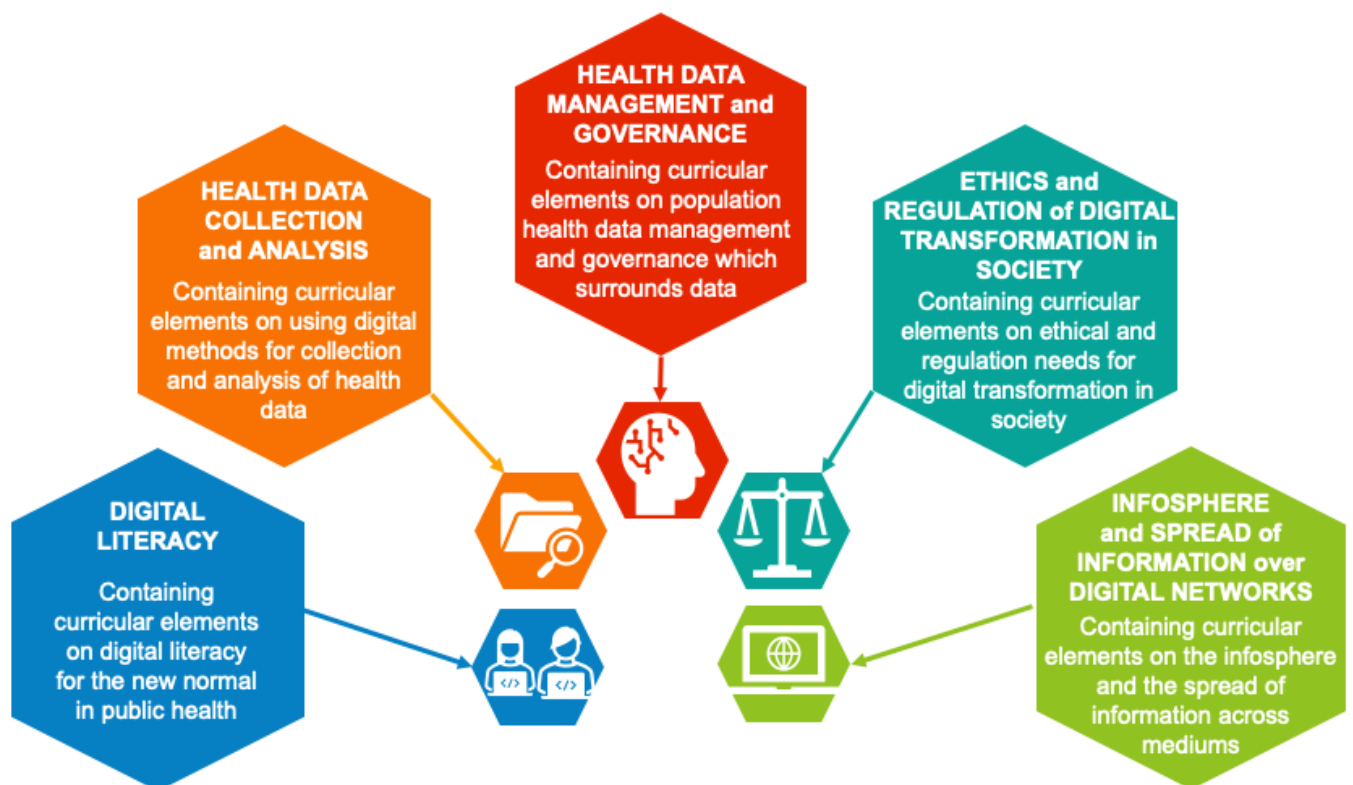 HEALTH DATA
MANAGEMENT and
GOVERNANCE
Containing curricular
elements on population
health data management
and governance which
surrounds data
HEALTH DATA
COLLECTION
and ANALYSIS
Containing curricular
elements on using digital
methods for collection
and analysis of health
data
ETHICS and
REGULATION of DIGITAL
TRANSFORMATION in
SOCIETY
Containing curricular
elements on ethical and
regulation needs for
digital transformation in
society
DIGITAL
LITERACY
Containing
curricular elements
on digital literacy
for the new normal
in public health
INFOSPHERE
and SPREAD of
INFORMATION over
DIGITAL NETWORKS
Containing curricular
elements on the infosphere
and the spread of
information across
mediums
</>
</>